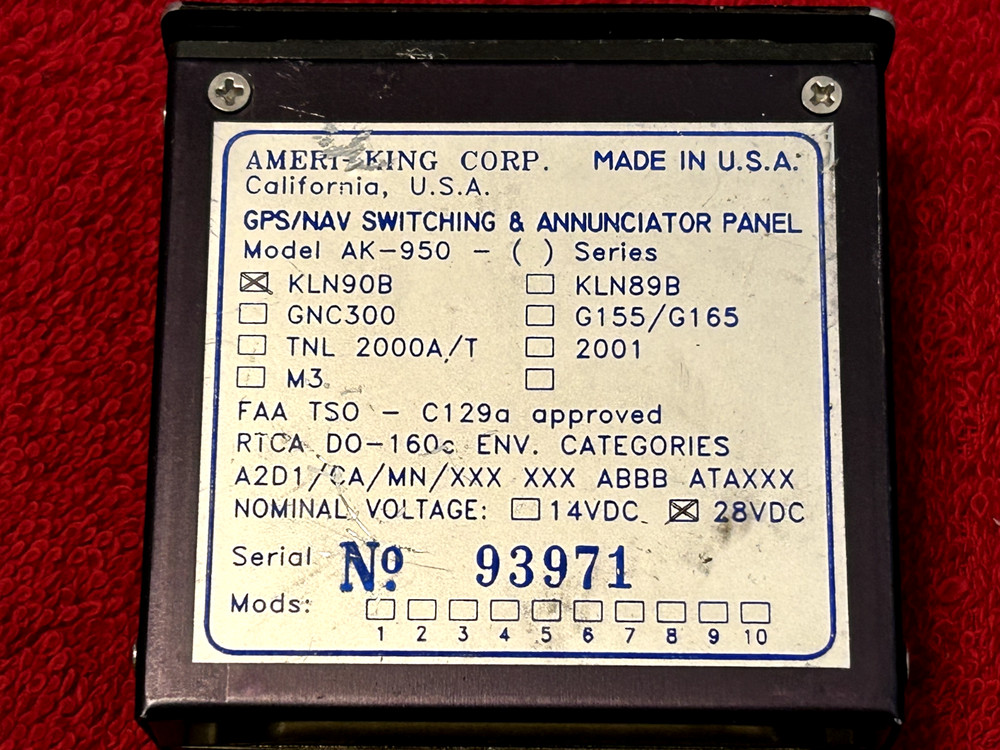 AMERI-KING CORP. MADE IN U.S.A.
California, U.S.A.
GPS/NAV SWITCHING & ANNUNCIATOR PANEL
Model AK-950 - ( ) Series
☒ KLN90B ☐ KLN89B
☐ GNC300 ☐ G155/G165
☐ TNL 2000A/T ☐ 2001
☐ M3 ☐
FAA TSO - C129a approved
RTCA DO-160c ENV. CATEGORIES
A2D1/CA/MN/XXX XXX ABBB ATAXXX
NOMINAL VOLTAGE: ☐ 14VDC ☒ 28VDC
Serial No 93971
Mods: ☐ ☐ ☐ ☐ ☐ ☐ ☐ ☐ ☐ ☐
1 2 3 4 5 6 7 8 9 10